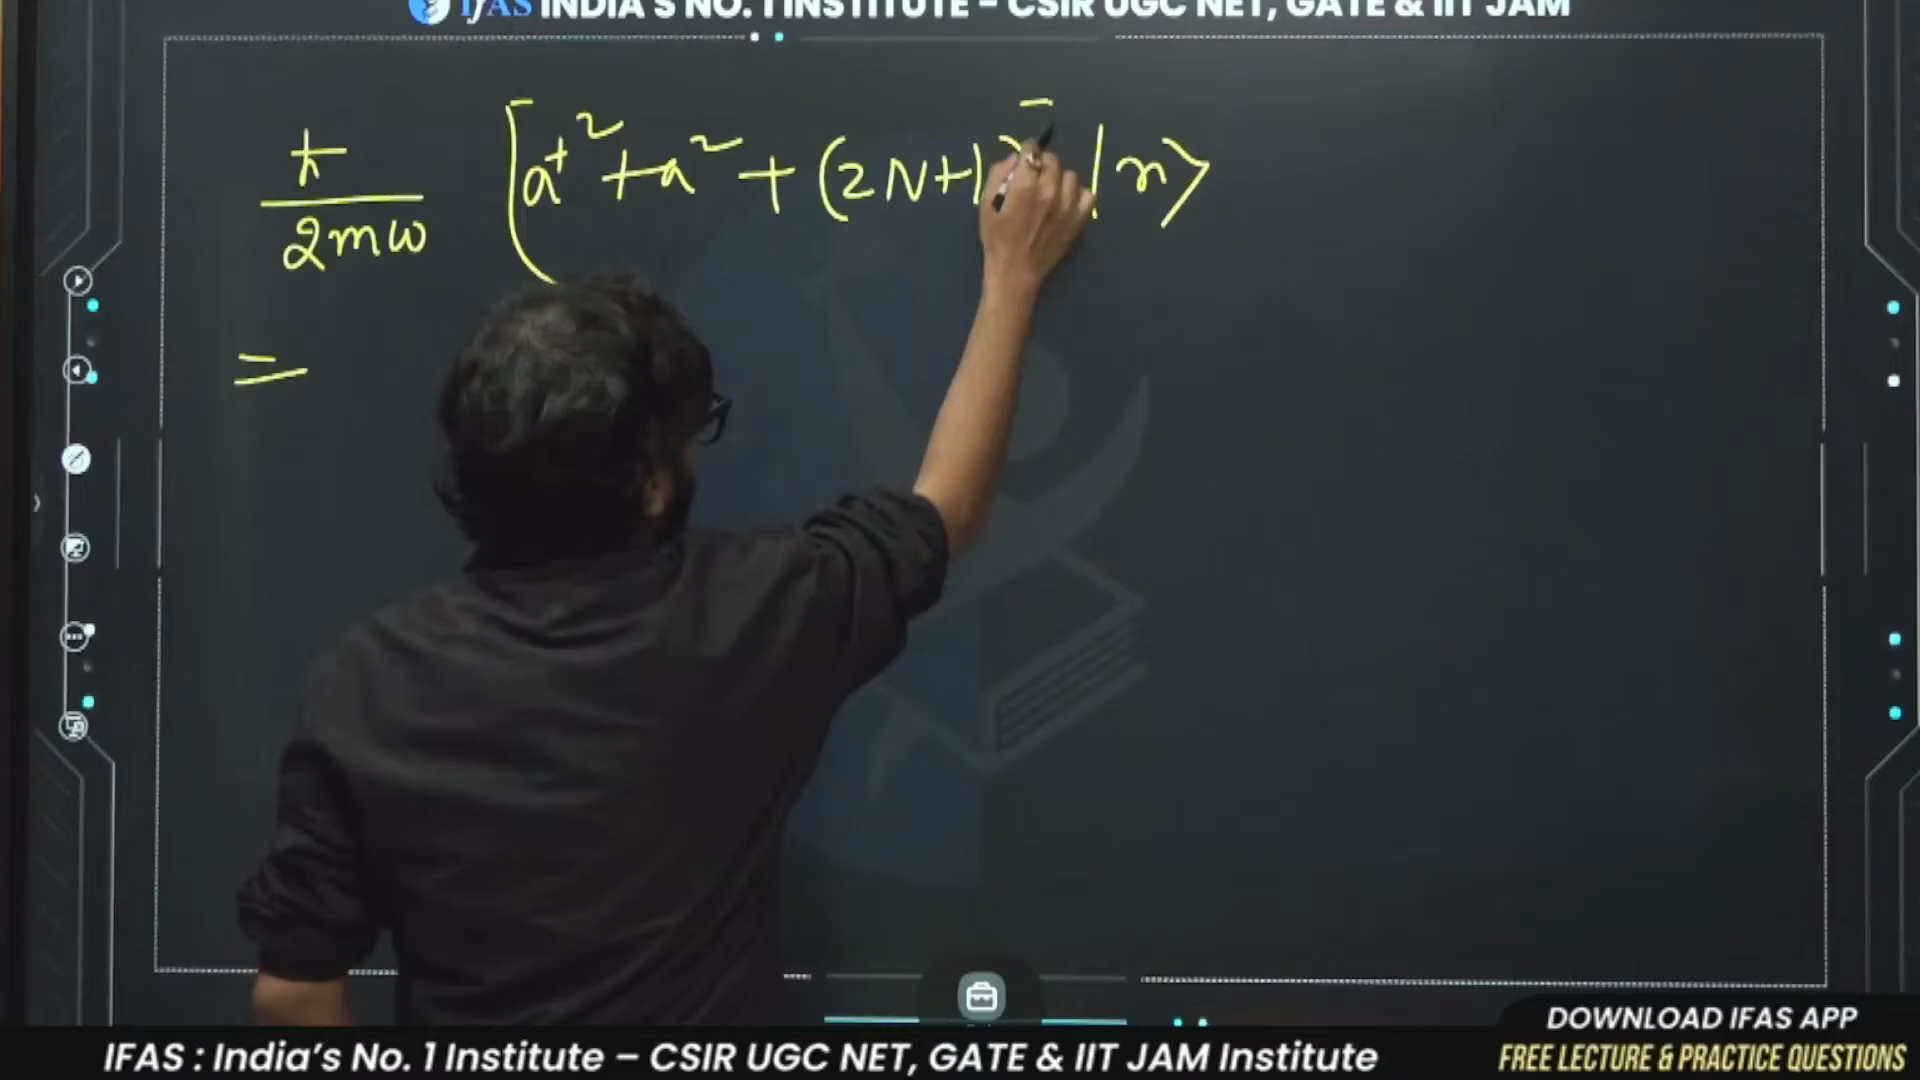 IFAS INDIA'S NO. 1 INSTITUTE – CSIR UGC NET, GATE & IIT JAM
ħ/2mω [a†² + a² + (2N+1)] |n>
=
DOWNLOAD IFAS APP
IFAS : India's No. 1 Institute – CSIR UGC NET, GATE & IIT JAM Institute
FREE LECTURE & PRACTICE QUESTIONS